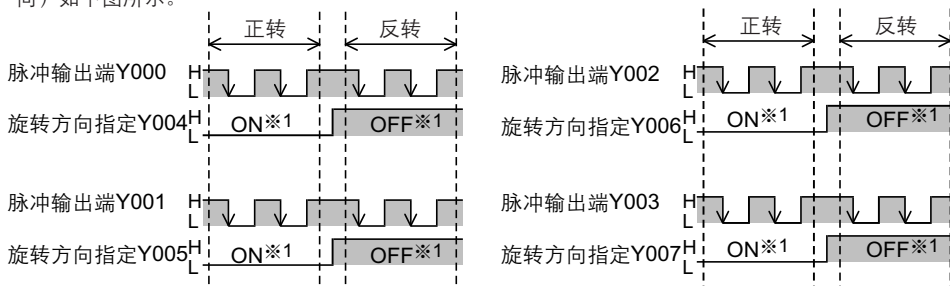 向）如下图所示。
正转 反转
脉冲输出端Y000 H L
旋转方向指定Y004 H L ON※1 OFF※1
脉冲输出端Y001 H L
旋转方向指定Y005 H L ON※1 OFF※1
正转 反转
脉冲输出端Y002 H L
旋转方向指定Y006 H L ON※1 OFF※1
脉冲输出端Y003 H L
旋转方向指定Y007 H L ON※1 OFF※1